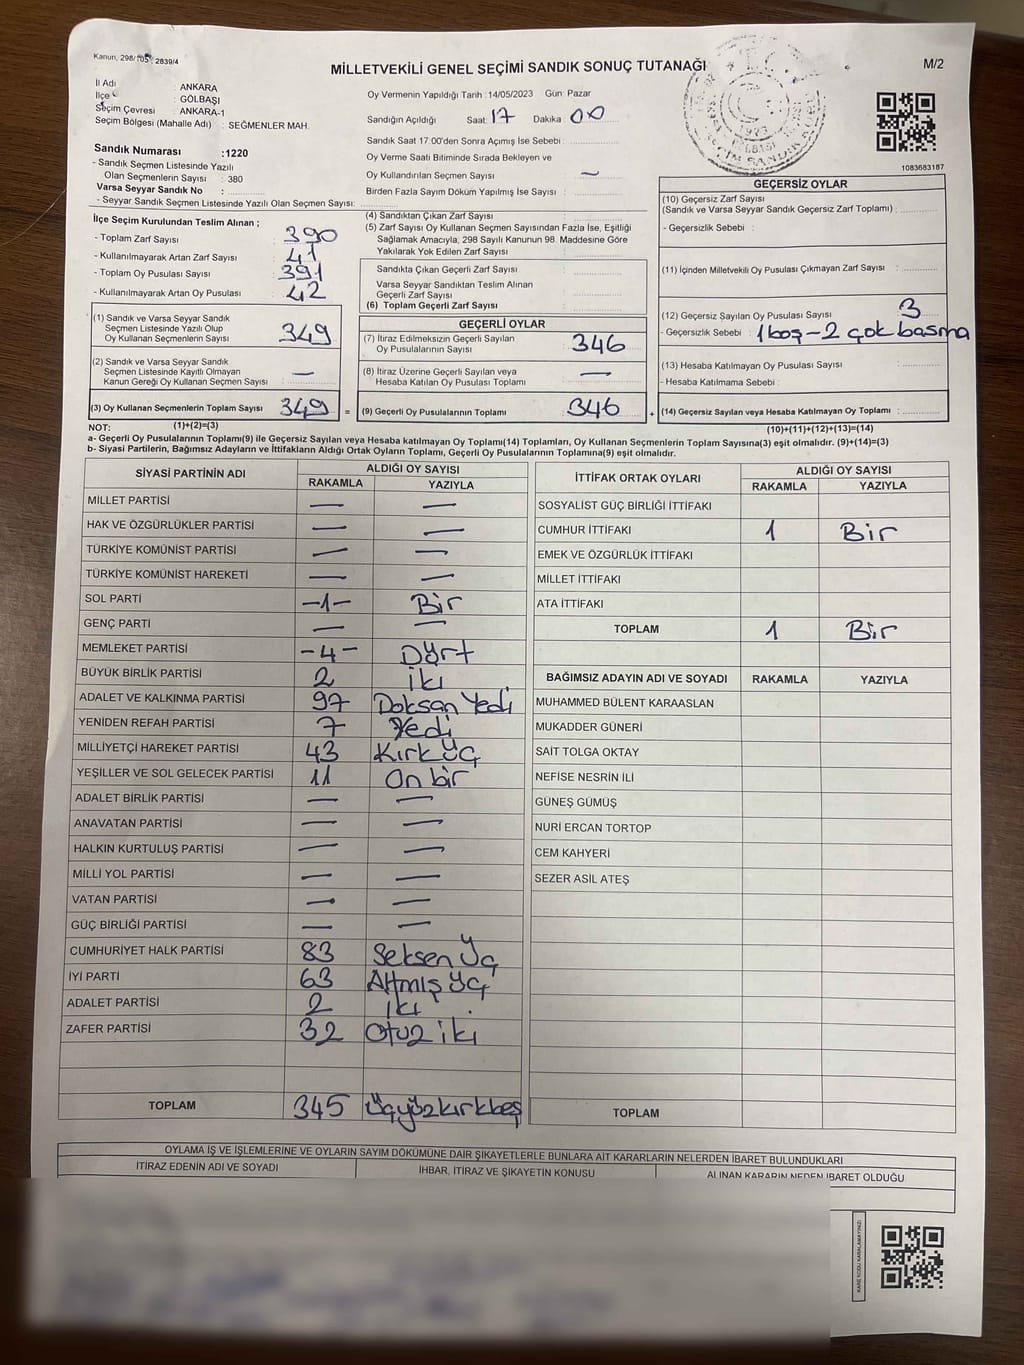 Kanun, 298/105 2839/4
MİLLETVEKİLİ GENEL SEÇİMİ SANDIK SONUÇ TUTANAĞI
M/2
İl Adı : ANKARA
İlçe : GÖLBAŞI
Seçim Çevresi : ANKARA-1
Seçim Bölgesi (Mahalle Adı) : SEĞMENLER MAH.
Sandık Numarası :1220
- Sandık Seçmen Listesinde Yazılı
Olan Seçmenlerin Sayısı : 380
Varsa Seyyar Sandık No :
- Seyyar Sandık Seçmen Listesinde Yazılı Olan Seçmen Sayısı:
Oy Vermenin Yapıldığı Tarih : 14/05/2023 Gün: Pazar
Sandığın Açıldığı Saat: 17 Dakika : 00
Sandık Saat 17.00'den Sonra Açımış İse Sebebi :
Oy Verme Saati Bitiminde Sırada Bekleyen ve
Oy Kullandırılan Seçmen Sayısı : ~
Birden Fazla Sayım Döküm Yapılmış İse Sayısı :
1083683187
İlçe Seçim Kurulundan Teslim Alınan ;
- Toplam Zarf Sayısı : 390
- Kullanılmayarak Artan Zarf Sayısı : 41
- Toplam Oy Pusulası Sayısı : 391
- Kullanılmayarak Artan Oy Pusulası : 42
(1) Sandık ve Varsa Seyyar Sandık
Seçmen Listesinde Yazılı Olup
Oy Kullanan Seçmenlerin Sayısı : 349
(2) Sandık ve Varsa Seyyar Sandık
Seçmen Listesinde Kayıtlı Olmayan
Kanun Gereği Oy Kullanan Seçmen Sayısı : —
(3) Oy Kullanan Seçmenlerin Toplam Sayısı : 349 =
(4) Sandıktan Çıkan Zarf Sayısı :
(5) Zarf Sayısı Oy Kullanan Seçmen Sayısından Fazla İse, Eşitliği
Sağlamak Amacıyla; 298 Sayılı Kanunun 98. Maddesine Göre
Yakılarak Yok Edilen Zarf Sayısı :
Sandıkta Çıkan Geçerli Zarf Sayısı :
Varsa Seyyar Sandıktan Teslim Alınan
Geçerli Zarf Sayısı :
(6) Toplam Geçerli Zarf Sayısı :
GEÇERLİ OYLAR
(7) İtiraz Edilmeksizin Geçerli Sayılan
Oy Pusulalarının Sayısı : 346
(8) İtiraz Üzerine Geçerli Sayılan veya
Hesaba Katılan Oy Pusulası Toplamı : —
(9) Geçerli Oy Pusulalarının Toplamı : 346 +
GEÇERSİZ OYLAR
(10) Geçersiz Zarf Sayısı
(Sandık ve Varsa Seyyar Sandık Geçersiz Zarf Toplamı) :
- Geçersizlik Sebebi :
(11) İçinden Milletvekili Oy Pusulası Çıkmayan Zarf Sayısı :
(12) Geçersiz Sayılan Oy Pusulası Sayısı : 3
- Geçersizlik Sebebi : 1 boş - 2 çok basma
(13) Hesaba Katılmayan Oy Pusulası Sayısı :
- Hesaba Katılmama Sebebi :
(14) Geçersiz Sayılan veya Hesaba Katılmayan Oy Toplamı :
NOT: (1)+(2)=(3) (10)+(11)+(12)+(13)=(14)
a- Geçerli Oy Pusulalarının Toplamı(9) ile Geçersiz Sayılan veya Hesaba katılmayan Oy Toplamı(14) Toplamları, Oy Kullanan Seçmenlerin Toplam Sayısına(3) eşit olmalıdır. (9)+(14)=(3)
b- Siyasi Partilerin, Bağımsız Adayların ve İttifakların Aldığı Ortak Oyların Toplamı, Geçerli Oy Pusulalarının Toplamına(9) eşit olmalıdır.
SİYASİ PARTİNİN ADI ALDIĞI OY SAYISI
RAKAMLA YAZIYLA
MİLLET PARTİSİ — —
HAK VE ÖZGÜRLÜKLER PARTİSİ — —
TÜRKİYE KOMÜNİST PARTİSİ — —
TÜRKİYE KOMÜNİST HAREKETİ — —
SOL PARTİ -1- Bir
GENÇ PARTİ — —
MEMLEKET PARTİSİ -4- Dört
BÜYÜK BİRLİK PARTİSİ 2 iki
ADALET VE KALKINMA PARTİSİ 97 Doksan Yedi
YENİDEN REFAH PARTİSİ 7 Yedi
MİLLİYETÇİ HAREKET PARTİSİ 43 Kırk Üç
YEŞİLLER VE SOL GELECEK PARTİSİ 11 On bir
ADALET BİRLİK PARTİSİ — —
ANAVATAN PARTİSİ — —
HALKIN KURTULUŞ PARTİSİ — —
MİLLİ YOL PARTİSİ — —
VATAN PARTİSİ — —
GÜÇ BİRLİĞİ PARTİSİ — —
CUMHURİYET HALK PARTİSİ 83 Seksen Üç
İYİ PARTİ 63 Altmış Üç
ADALET PARTİSİ 2 iki
ZAFER PARTİSİ 32 Otuz iki
TOPLAM 345 Üçyüzkırkbeş
İTTİFAK ORTAK OYLARI ALDIĞI OY SAYISI
RAKAMLA YAZIYLA
SOSYALİST GÜÇ BİRLİĞİ İTTİFAKI
CUMHUR İTTİFAKI 1 Bir
EMEK VE ÖZGÜRLÜK İTTİFAKI
MİLLET İTTİFAKI
ATA İTTİFAKI
TOPLAM 1 Bir
BAĞIMSIZ ADAYIN ADI VE SOYADI RAKAMLA YAZIYLA
MUHAMMED BÜLENT KARAASLAN
MUKADDER GÜNERİ
SAİT TOLGA OKTAY
NEFİSE NESRİN İLİ
GÜNEŞ GÜMÜŞ
NURİ ERCAN TORTOP
CEM KAHYERİ
SEZER ASIL ATEŞ
TOPLAM
OYLAMA İŞ VE İŞLEMLERİNE VE OYLARIN SAYIM DÖKÜMÜNE DAİR ŞİKAYETLERLE BUNLARA AİT KARARLARIN NELERDEN İBARET BULUNDUKLARI
İTİRAZ EDENİN ADI VE SOYADI İHBAR, İTİRAZ VE ŞİKAYETİN KONUSU ALINAN KARARIN NEDEN İBARET OLDUĞU
KARE KODU KARALAMAYINIZ!